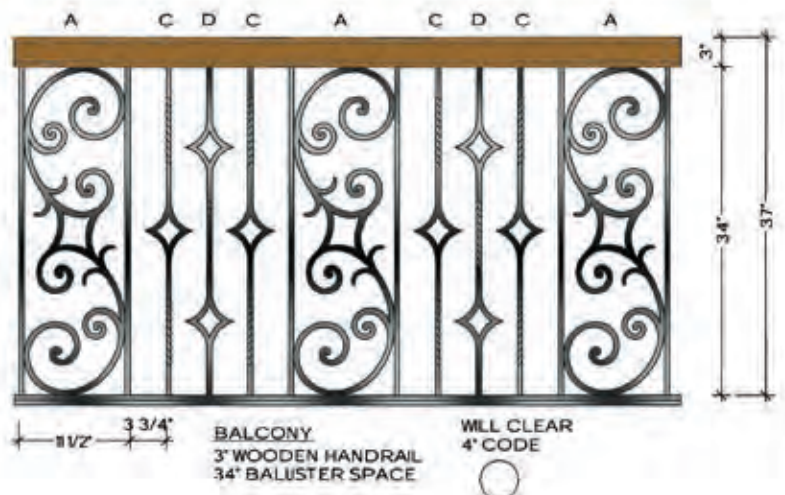 A C D C A C D C A
3"
34"
37"
11 1/2"
3 3/4"
BALCONY
3" WOODEN HANDRAIL
34" BALUSTER SPACE
WILL CLEAR
4" CODE